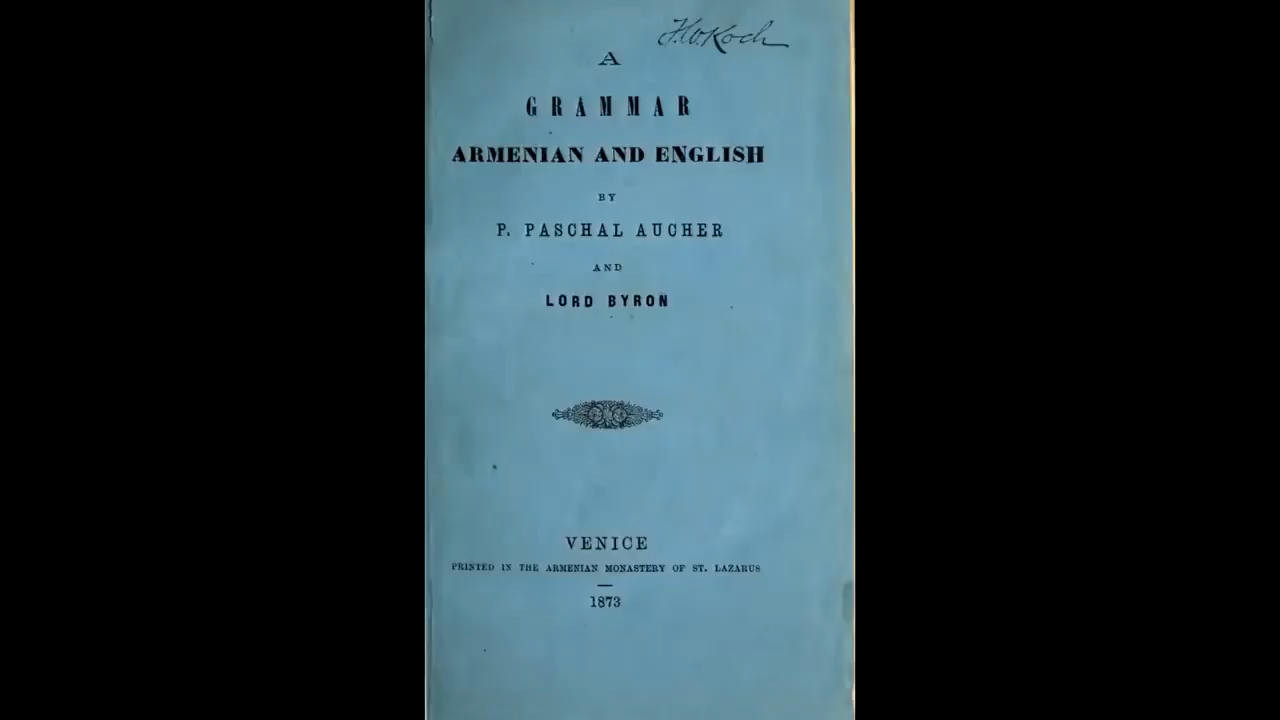 F.W.Koch
A
GRAMMAR
ARMENIAN AND ENGLISH
BY
P. PASCHAL AUCHER
AND
LORD BYRON
VENICE
PRINTED IN THE ARMENIAN MONASTERY OF ST. LAZARUS
1873